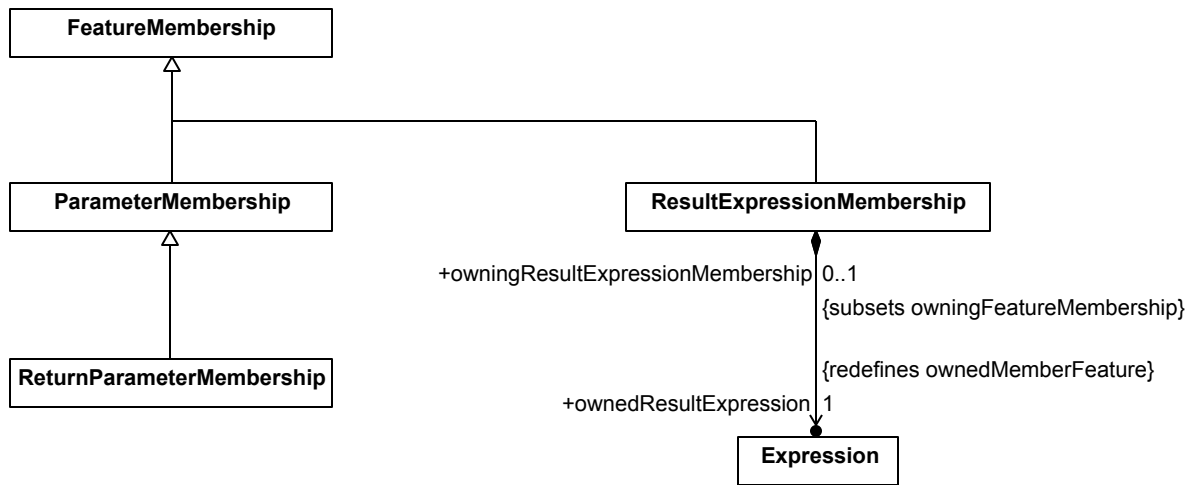 FeatureMembership
ParameterMembership
ResultExpressionMembership
+owningResultExpressionMembership 0..1
{subsets owningFeatureMembership}
ReturnParameterMembership
{redefines ownedMemberFeature}
+ownedResultExpression 1
Expression